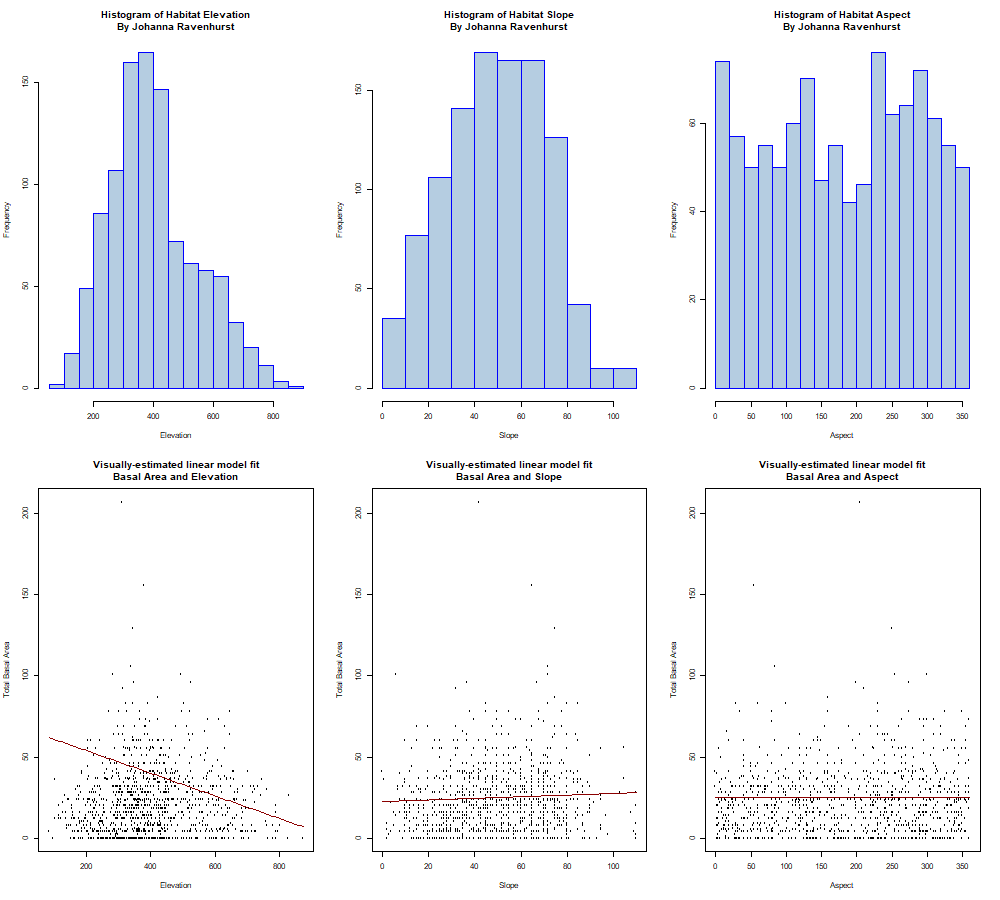 Histogram of Habitat Elevation
By Johanna Ravenhurst
Frequency
0
50
100
150
200
400
600
800
Elevation
Histogram of Habitat Slope
By Johanna Ravenhurst
Frequency
0
50
100
150
0
20
40
60
80
100
Slope
Histogram of Habitat Aspect
By Johanna Ravenhurst
Frequency
0
20
40
60
0
50
100
150
200
250
300
350
Aspect
Visually-estimated linear model fit
Basal Area and Elevation
Total Basal Area
0
50
100
150
200
200
400
600
800
Elevation
Visually-estimated linear model fit
Basal Area and Slope
Total Basal Area
0
50
100
150
200
0
20
40
60
80
100
Slope
Visually-estimated linear model fit
Basal Area and Aspect
Total Basal Area
0
50
100
150
200
0
50
100
150
200
250
300
350
Aspect